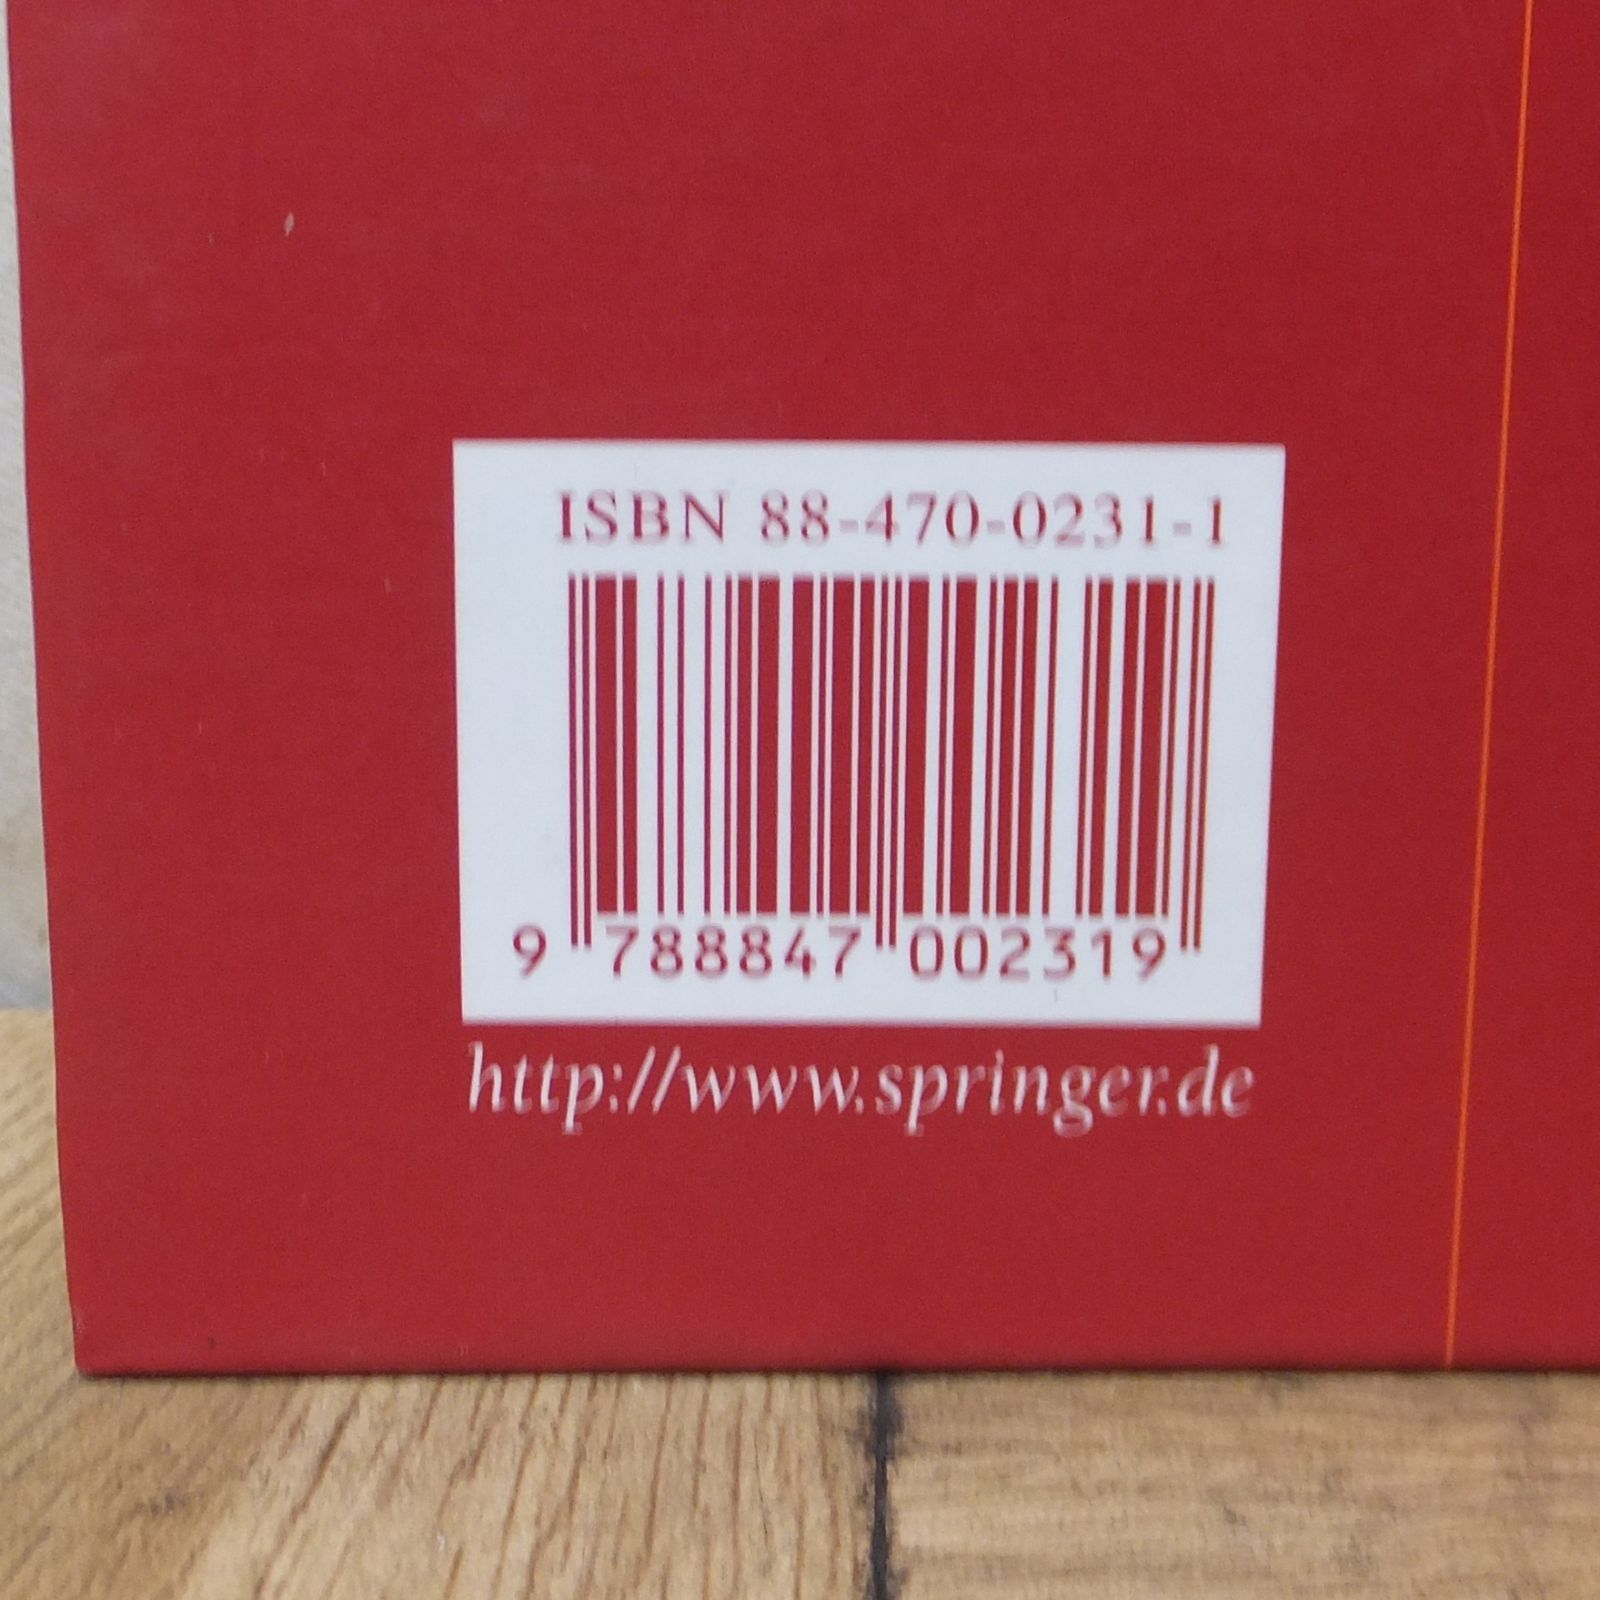 ISBN 88-470-0231-1
9 788847 002319
http://www.springer.de